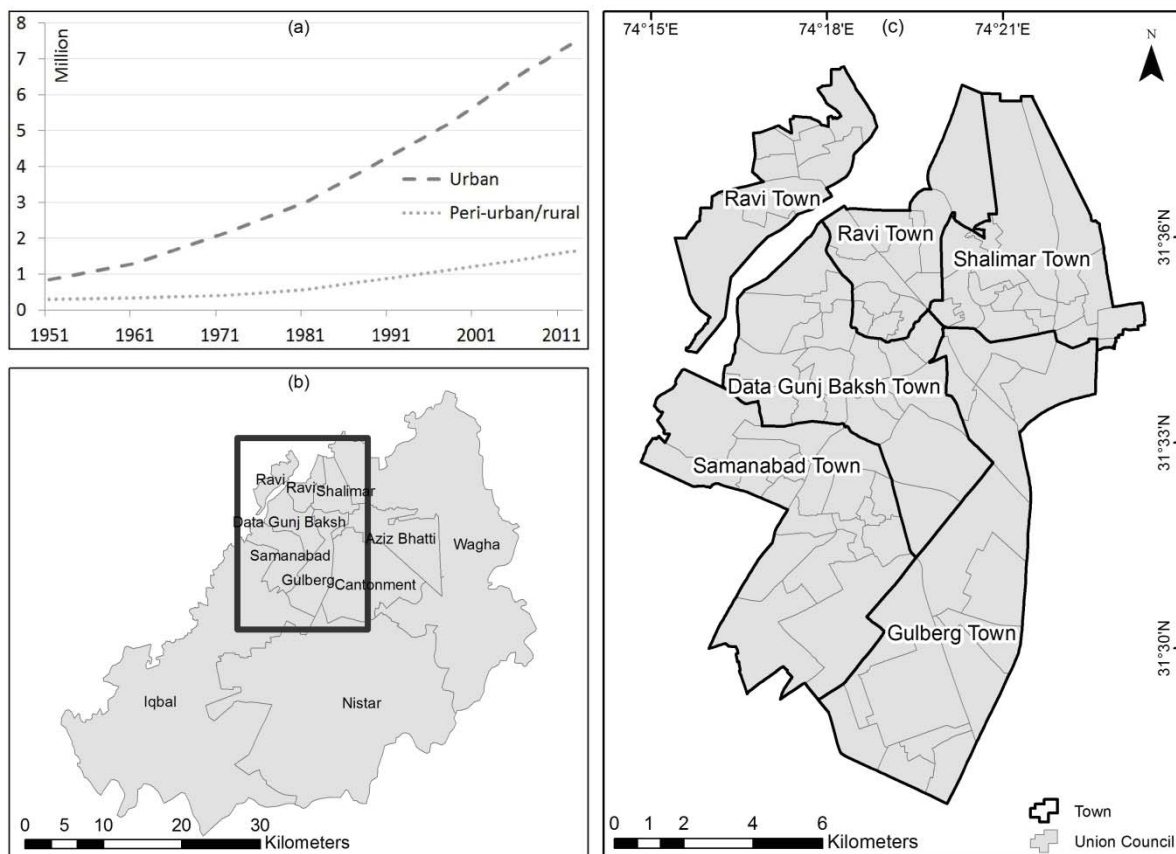 (a)
Million
8
7
6
5
4
3
2
1
0
Urban
Peri-urban/rural
1951 1961 1971 1981 1991 2001 2011
(b)
Ravi
Ravi
Shalimar
Data Gunj Baksh
Aziz Bhatti
Wagha
Samanabad
Gulberg
Cantonment
Iqbal
Nistar
0 5 10 20 30
Kilometers
74°15'E 74°18'E 74°21'E
(c)
N
Ravi Town
Ravi Town
31°36'N
Shalimar Town
Data Gunj Baksh Town
31°33'N
Samanabad Town
Gulberg Town
31°30'N
0 1 2 4 6
Kilometers
Town
Union Council